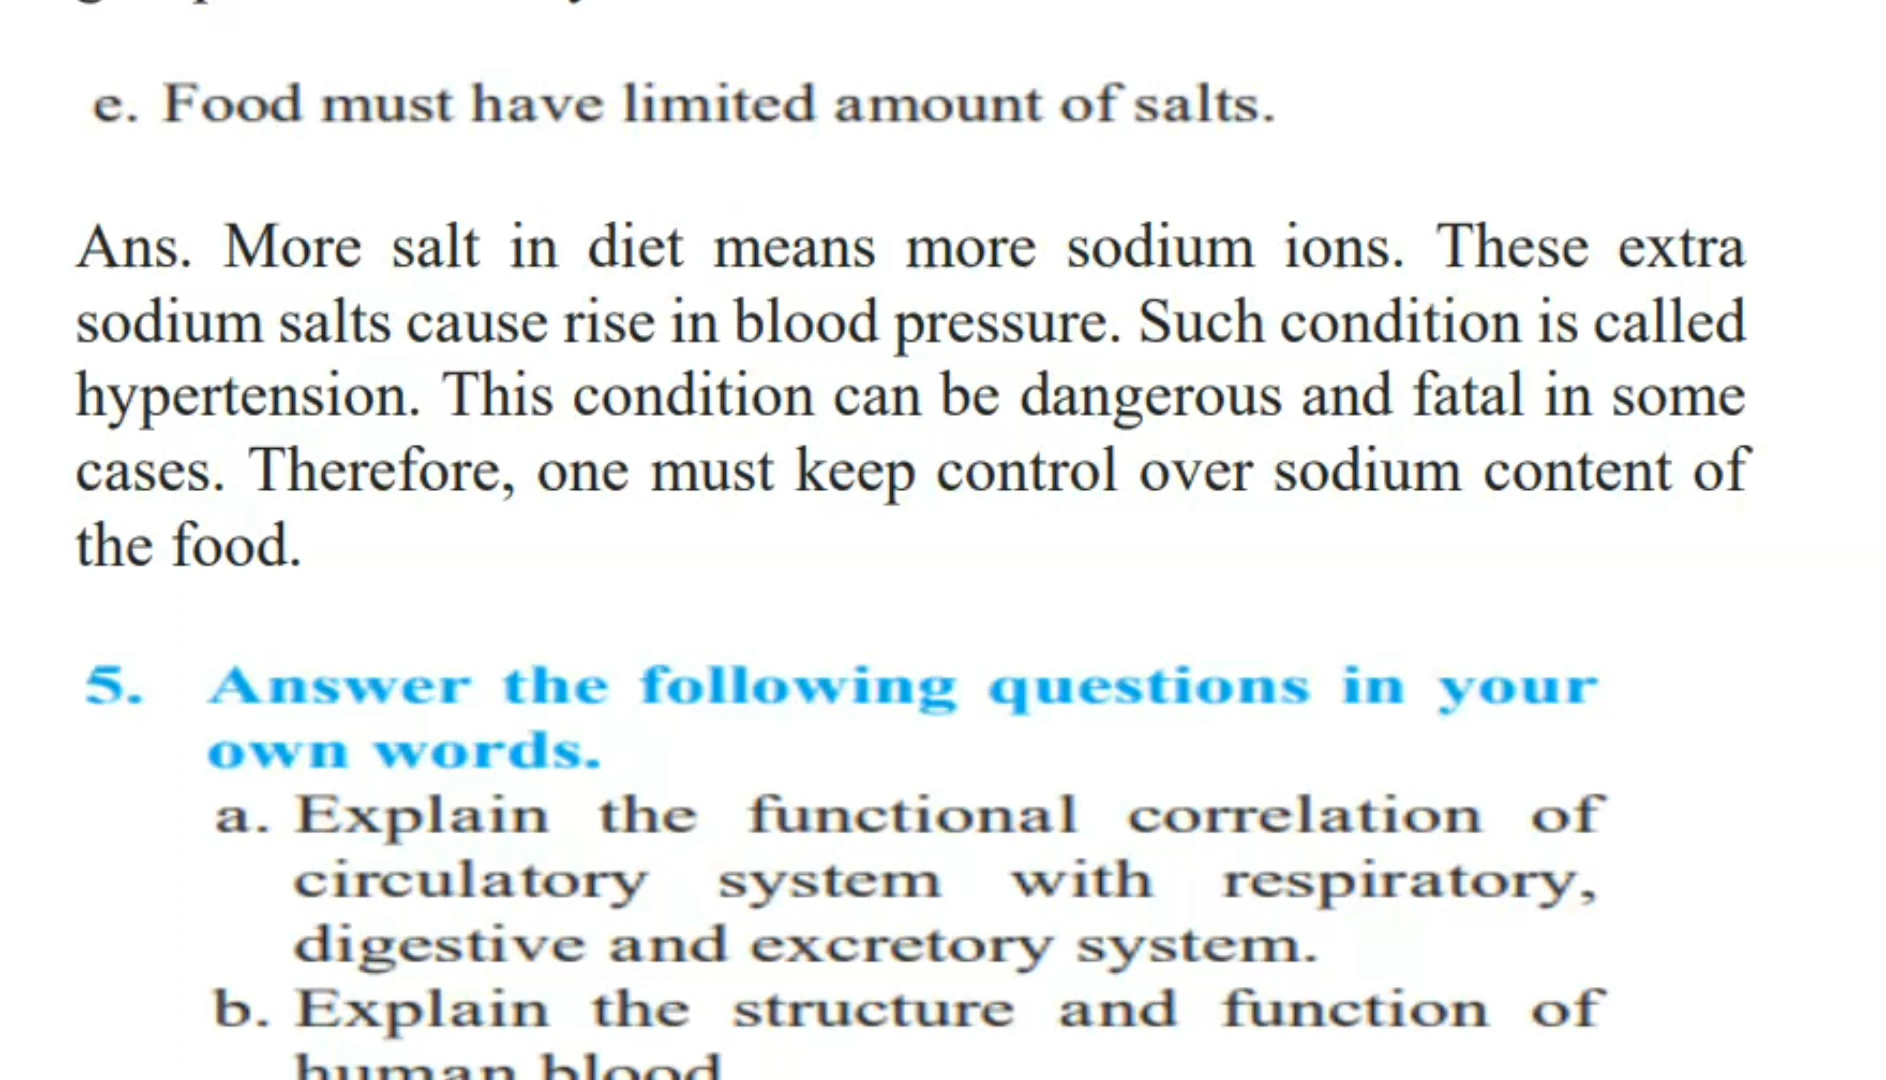 e. Food must have limited amount of salts.
Ans. More salt in diet means more sodium ions. These extra
sodium salts cause rise in blood pressure. Such condition is called
hypertension. This condition can be dangerous and fatal in some
cases. Therefore, one must keep control over sodium content of
the food.
5. Answer the following questions in your
own words.
a. Explain the functional correlation of
circulatory system with respiratory,
digestive and excretory system.
b. Explain the structure and function of
human blood